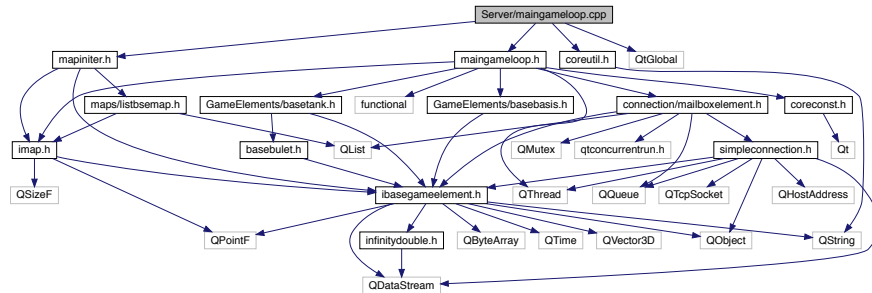 Server/maingameloop.cpp
mapiniter.h
maingameloop.h
coreutil.h
QtGlobal
maps/listbsemap.h
GameElements/basetank.h
functional
GameElements/basebasis.h
connection/mailboxelement.h
coreconst.h
imap.h
basebulet.h
QList
QMutex
qtconcurrentrun.h
simpleconnection.h
Qt
QSizeF
ibasegameelement.h
QThread
QQueue
QTcpSocket
QHostAddress
QPointF
infinitydouble.h
QByteArray
QTime
QVector3D
QObject
QString
QDataStream